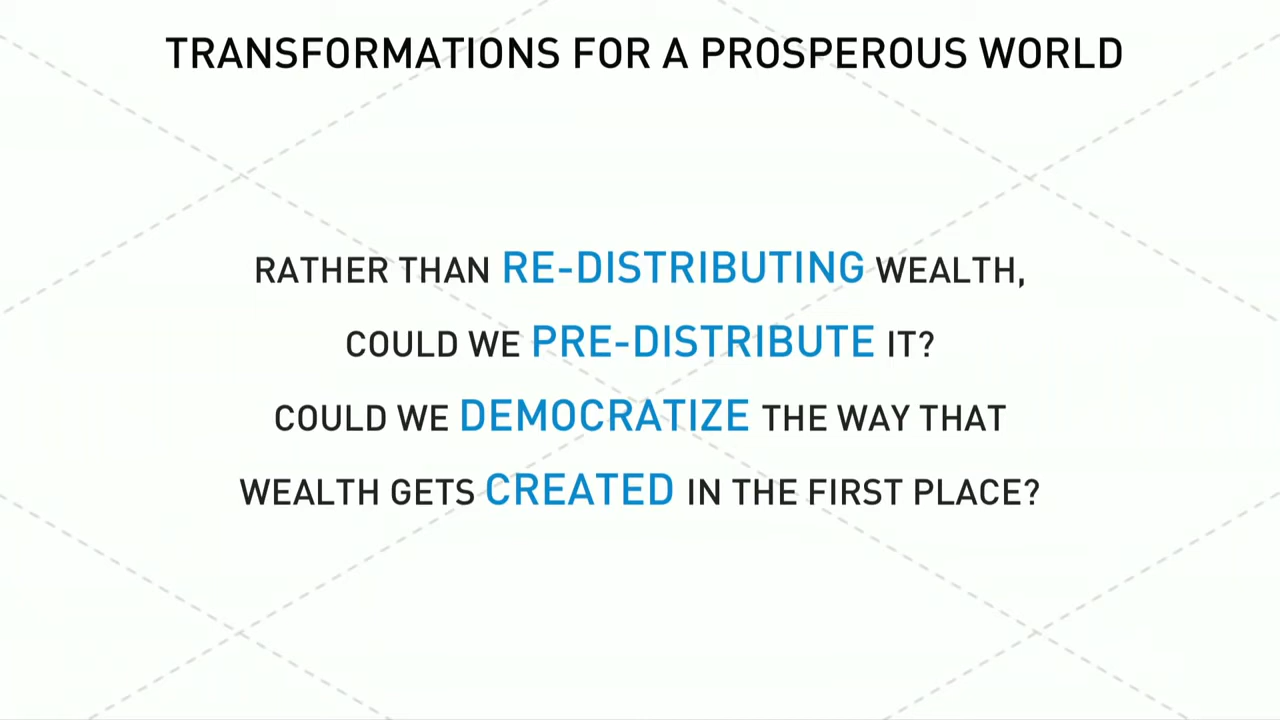 TRANSFORMATIONS FOR A PROSPEROUS WORLD
RATHER THAN RE-DISTRIBUTING WEALTH,
COULD WE PRE-DISTRIBUTE IT?
COULD WE DEMOCRATIZE THE WAY THAT
WEALTH GETS CREATED IN THE FIRST PLACE?